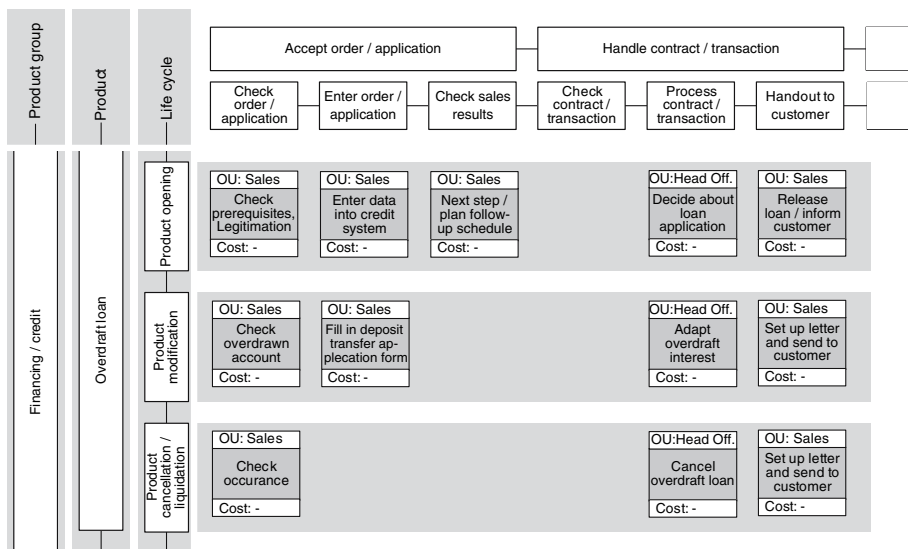 Product group
Product
Life cycle
Accept order / application
Handle contract / transaction
Check
order /
application
Enter order /
application
Check sales
results
Check
contract /
transaction
Process
contract /
transaction
Handout to
customer
Financing / credit
Overdraft loan
Product opening
OU: Sales
Check
prerequisites,
Legitimation
Cost: -
OU: Sales
Enter data
into credit
system
Cost: -
OU: Sales
Next step /
plan follow-
up schedule
Cost: -
OU:Head Off.
Decide about
loan
application
Cost: -
OU: Sales
Release
loan / inform
customer
Cost: -
Product
modification
OU: Sales
Check
overdrawn
account
Cost: -
OU: Sales
Fill in deposit
transfer ap-
plecation form
Cost: -
OU:Head Off.
Adapt
overdraft
interest
Cost: -
OU: Sales
Set up letter
and send to
customer
Cost: -
Product
cancellation /
liquidation
OU: Sales
Check
occurance
Cost: -
OU:Head Off.
Cancel
overdraft loan
Cost: -
OU: Sales
Set up letter
and send to
customer
Cost: -